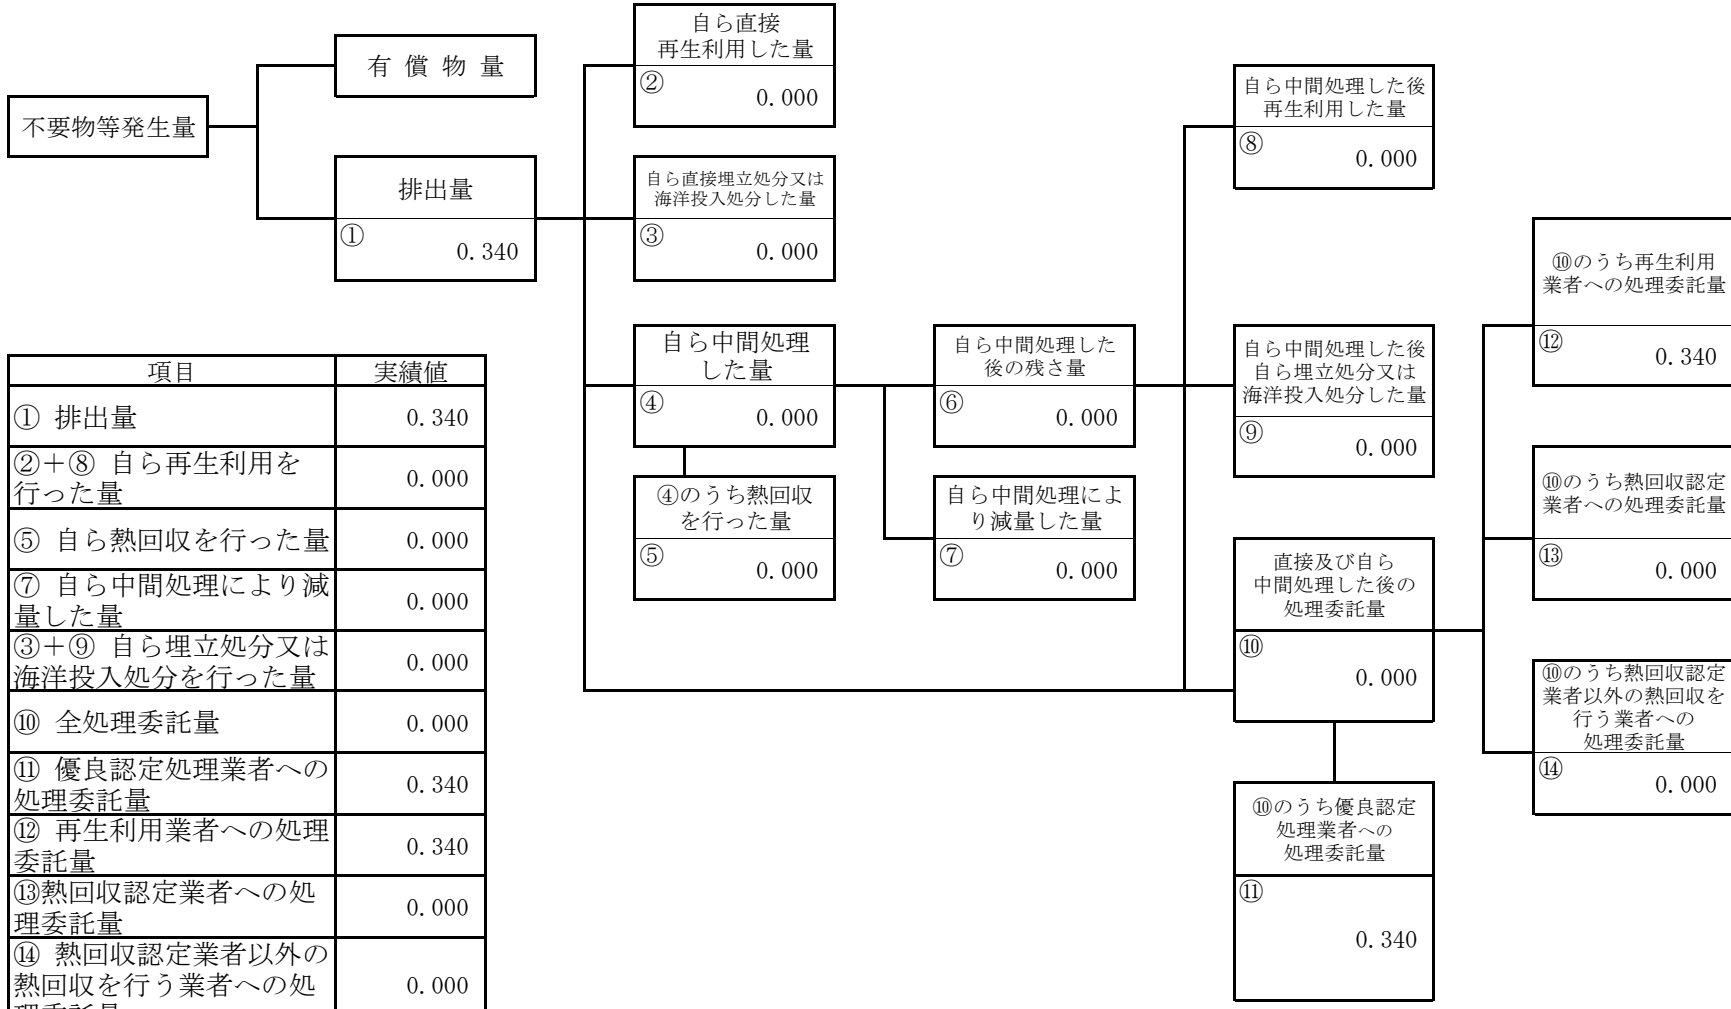 自ら直接
再生利用した量
②
0.000
有 償 物 量
不要物等発生量
自ら中間処理した後
再生利用した量
⑧
0.000
排出量
①
0.340
自ら直接埋立処分又は
海洋投入処分した量
③
0.000
⑩のうち再生利用
業者への処理委託量
⑫
0.340
自ら中間処理
した量
④
0.000
自ら中間処理した
後の残さ量
⑥
0.000
自ら中間処理した後
自ら埋立処分又は
海洋投入処分した量
⑨
0.000
④のうち熱回収
を行った量
⑤
0.000
自ら中間処理によ
り減量した量
⑦
0.000
⑩のうち熱回収認定
業者への処理委託量
⑬
0.000
直接及び自ら
中間処理した後の
処理委託量
⑩
0.000
⑩のうち熱回収認定
業者以外の熱回収を
行う業者への
処理委託量
⑭
0.000
⑩のうち優良認定
処理業者への
処理委託量
⑪
0.340
項目 実績値
① 排出量 0.340
②＋⑧ 自ら再生利用を
行った量 0.000
⑤ 自ら熱回収を行った量 0.000
⑦ 自ら中間処理により減
量した量 0.000
③＋⑨ 自ら埋立処分又は
海洋投入処分を行った量 0.000
⑩ 全処理委託量 0.000
⑪ 優良認定処理業者への
処理委託量 0.340
⑫ 再生利用業者への処理
委託量 0.340
⑬熱回収認定業者への処
理委託量 0.000
⑭ 熱回収認定業者以外の
熱回収を行う業者への処 0.000